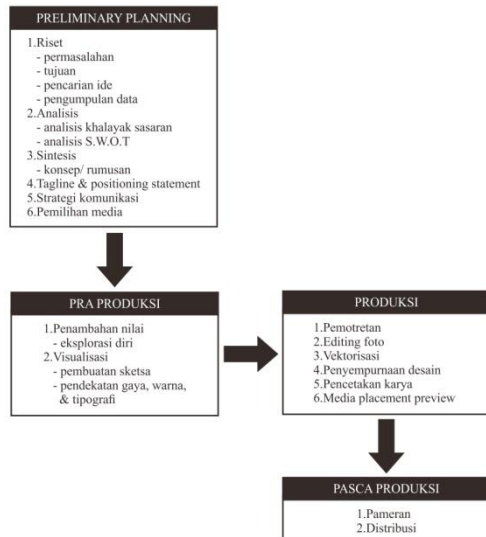 PRELIMINARY PLANNING
1.Riset
- permasalahan
- tujuan
- pencarian ide
- pengumpulan data
2.Analisis
- analisis khalayak sasaran
- analisis S.W.O.T
3.Sintesis
- konsep/ rumusan
4.Tagline & positioning statement
5.Strategi komunikasi
6.Pemilihan media
PRA PRODUKSI
1.Penambahan nilai
- eksplorasi diri
2.Visualisasi
- pembuatan sketsa
- pendekatan gaya, warna,
& tipografi
PRODUKSI
1.Pemotretan
2.Editing foto
3.Vektorisasi
4.Penyempurnaan desain
5.Pencetakan karya
6.Media placement preview
PASCA PRODUKSI
1.Pameran
2.Distribusi